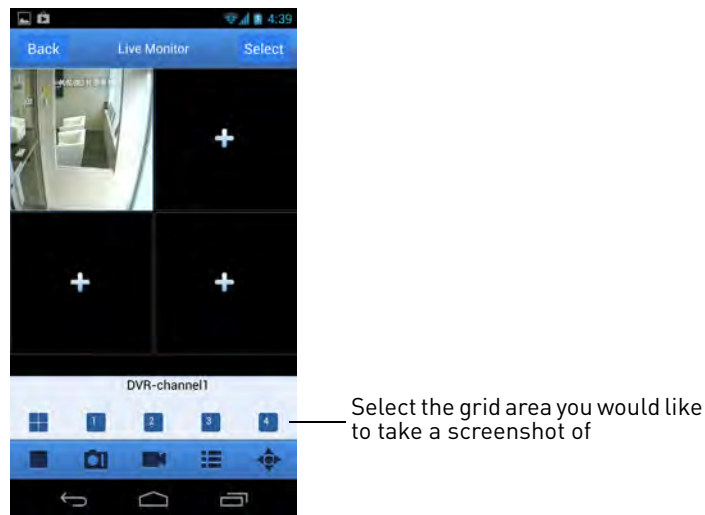 4:39
Back Live Monitor Select
DVR-channel1
1 2 3 4
Select the grid area you would like
to take a screenshot of